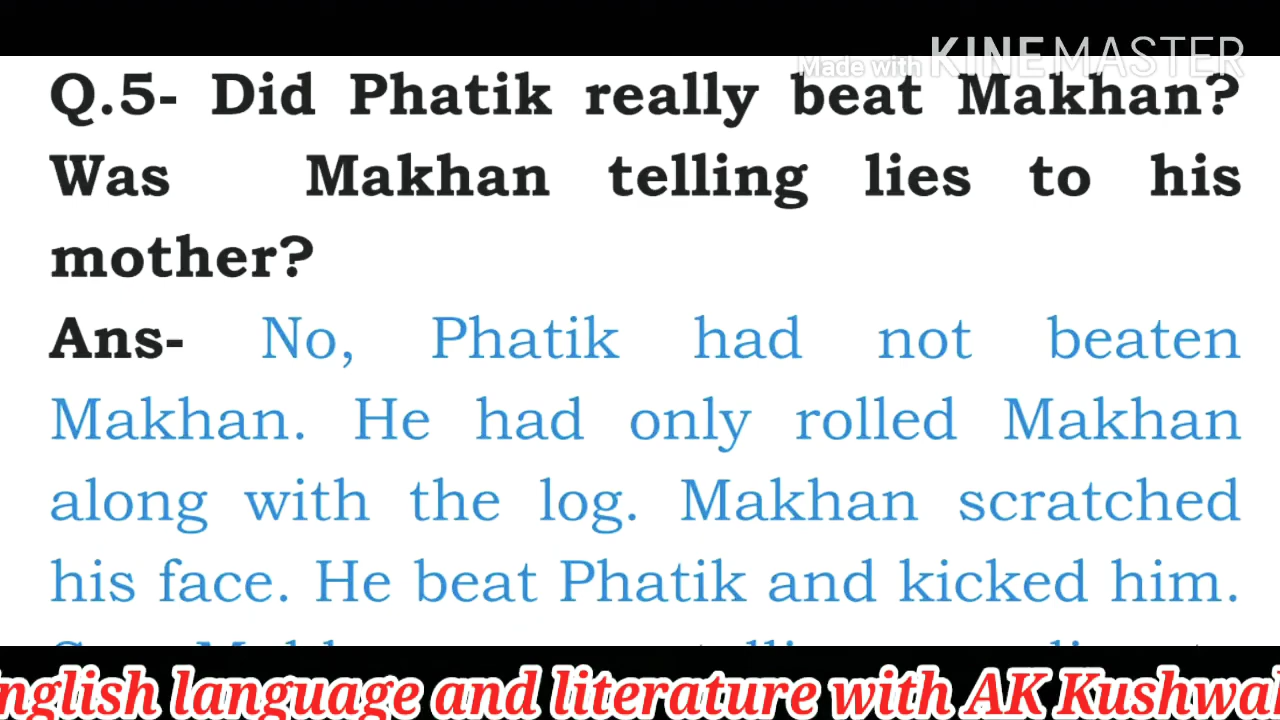 Made with KINEMASTER
Q.5- Did Phatik really beat Makhan?
Was Makhan telling lies to his
mother?
Ans- No, Phatik had not beaten
Makhan. He had only rolled Makhan
along with the log. Makhan scratched
his face. He beat Phatik and kicked him.
language and literature with AK